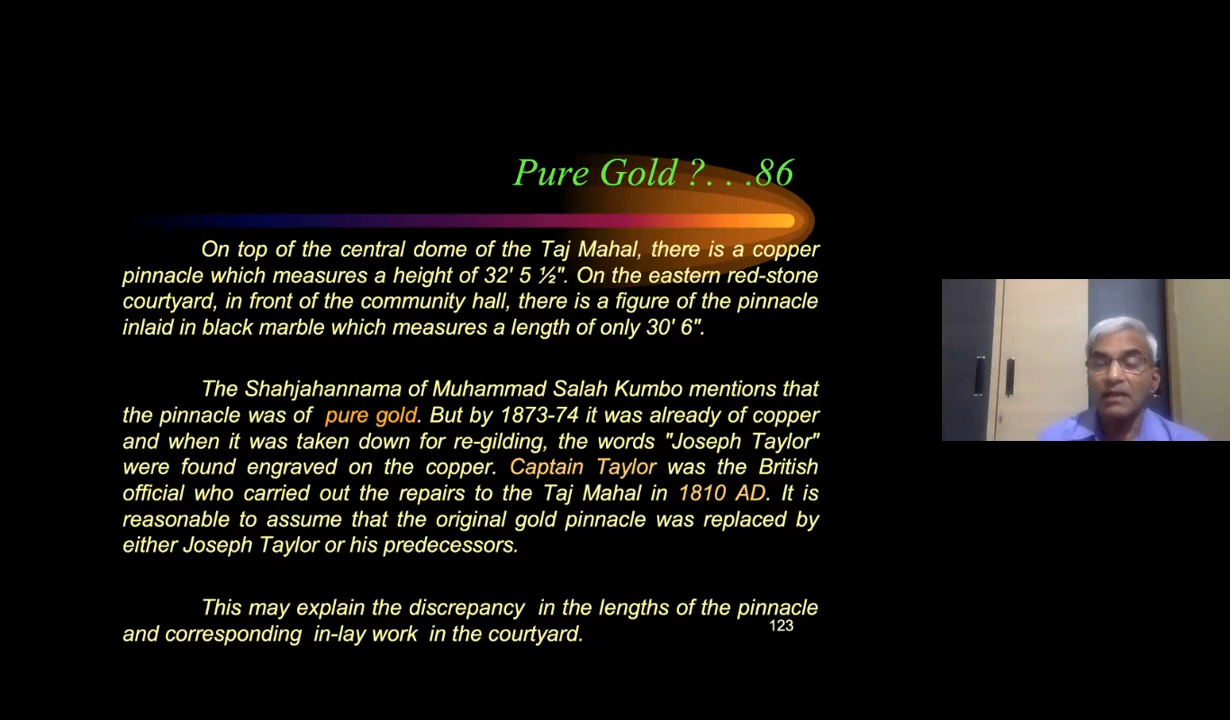 Pure Gold ?. . .86
On top of the central dome of the Taj Mahal, there is a copper
pinnacle which measures a height of 32' 5 ½". On the eastern red-stone
courtyard, in front of the community hall, there is a figure of the pinnacle
inlaid in black marble which measures a length of only 30' 6".
The Shahjahannama of Muhammad Salah Kumbo mentions that
the pinnacle was of pure gold. But by 1873-74 it was already of copper
and when it was taken down for re-gilding, the words "Joseph Taylor"
were found engraved on the copper. Captain Taylor was the British
official who carried out the repairs to the Taj Mahal in 1810 AD. It is
reasonable to assume that the original gold pinnacle was replaced by
either Joseph Taylor or his predecessors.
This may explain the discrepancy in the lengths of the pinnacle
and corresponding in-lay work in the courtyard.
123